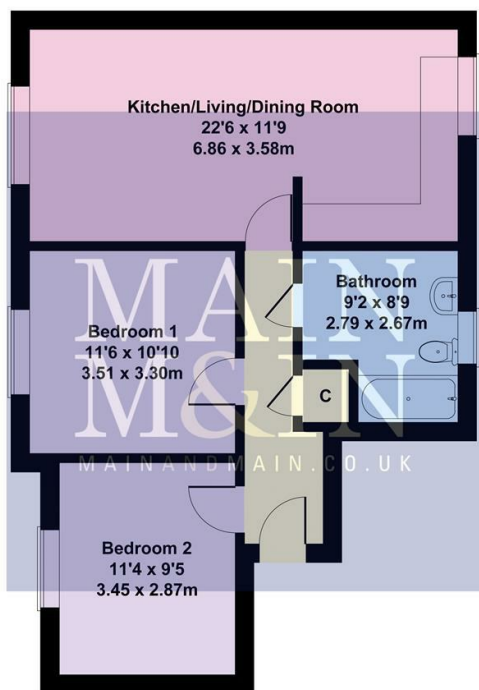 Kitchen/Living/Dining Room
22'6 x 11'9
6.86 x 3.58m
MAIN
Bathroom
9'2 x 8'9
2.79 x 2.67m
Bedroom 1
11'6 x 10'10
3.51 x 3.30m
&
MAIN
C
MAINANDMAIN.CO.UK
Bedroom 2
11'4 x 9'5
3.45 x 2.87m